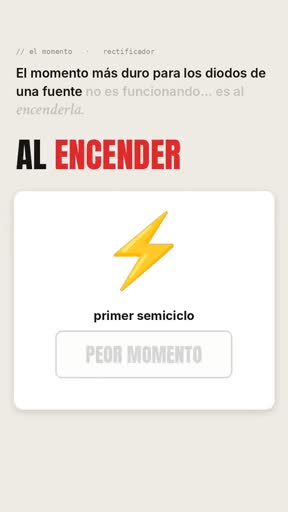 // el momento · rectificador
El momento más duro para los diodos de
una fuente no es funcionando... es al
encenderla.
AL ENCENDER
primer semiciclo
PEOR MOMENTO